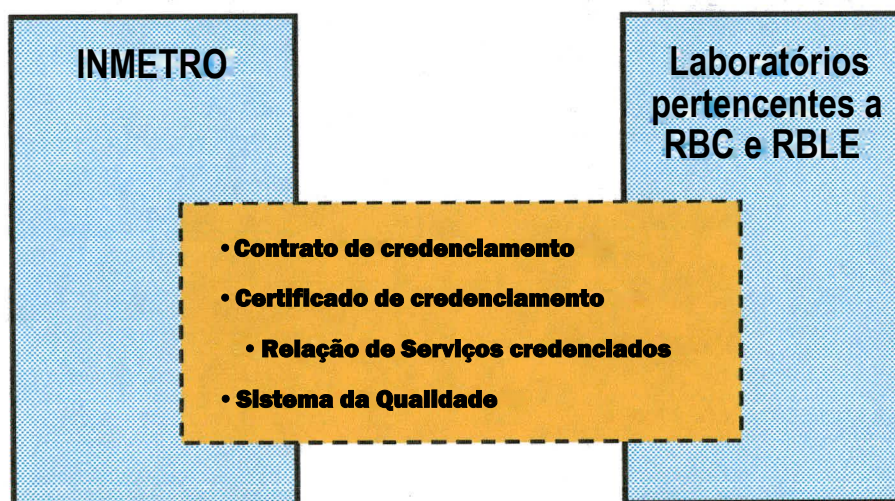 INMETRO
Laboratórios
pertencentes a
RBC e RBLE
• Contrato de credenciamento
• Certificado de credenciamento
• Relação de Serviços credenciados
• Sistema da Qualidade